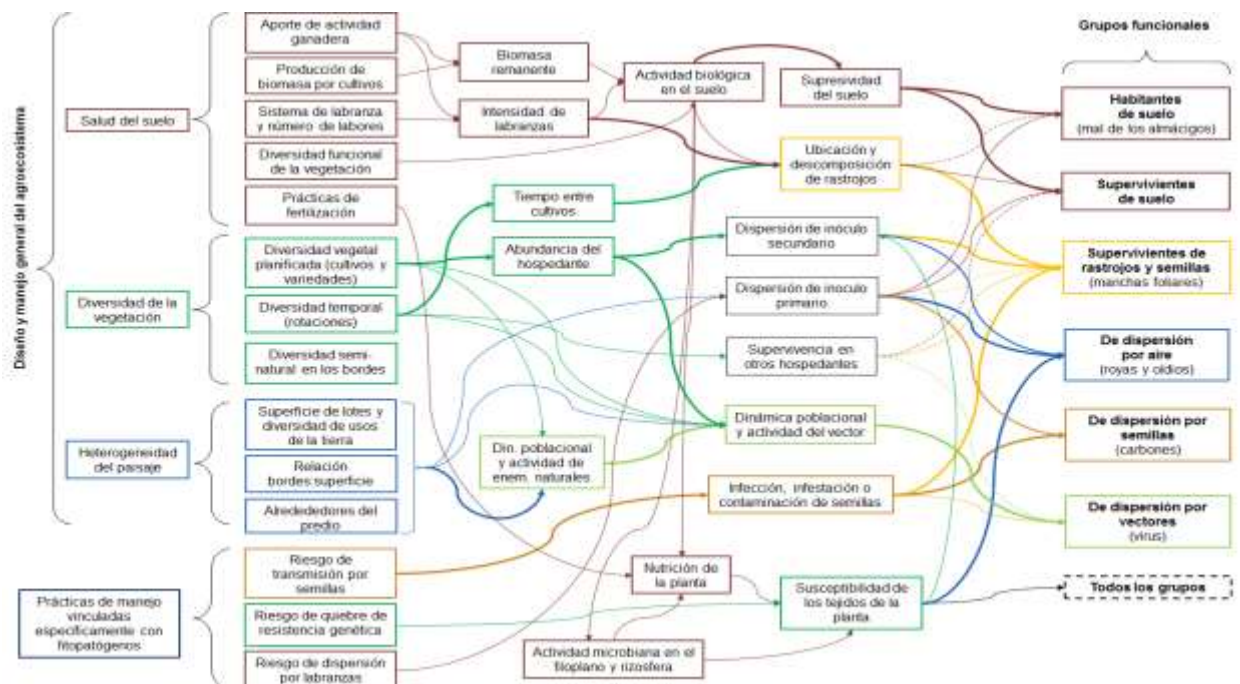 Diseño y manejo general del agroecosistema
Salud del suelo
Diversidad de la
vegetación
Heterogeneidad
del paisaje
Prácticas de manejo
vinculadas
específicamente con
fitopatógenos
Aporte de actividad
ganadera
Producción de
biomasa por cultivos
Sistema de labranza
y número de labores
Diversidad funcional
de la vegetación
Prácticas de
fertilización
Diversidad vegetal
planificada (cultivos y
variedades)
Diversidad temporal
(rotaciones)
Diversidad semi-
natural en los bordes
Superficie de lotes y
diversidad de usos
de la tierra
Relación
bordes superficie
Alrededores del
predio
Riesgo de
transmisión por
semillas
Riesgo de quiebre de
resistencia genética
Riesgo de dispersión
por labranzas
Biomasa
remanente
Intensidad de
labranzas
Tiempo entre
cultivos
Abundancia del
hospedante
Din. poblacional
y actividad de
enem. naturales
Actividad biológica
en el suelo
Nutrición de
la planta
Actividad microbiana en el
filoplano y rizosfera
Supresividad
del suelo
Ubicación y
descomposición
de rastrojos
Dispersión de inóculo
secundario
Dispersión de inoculo
primario
Supervivencia en
otros hospedantes
Dinámica poblacional
y actividad del vector
Infección, infestación o
contaminación de semillas
Susceptibilidad de
los tejidos de la
planta
Grupos funcionales
Habitantes
de suelo
(mal de los almácigos)
Supervivientes
de suelo
Supervivientes de
rastrojos y semillas
(manchas foliares)
De dispersión
por aire
(royas y oídios)
De dispersión por
semillas
(carbones)
De dispersión por
vectores
(virus)
Todos los grupos